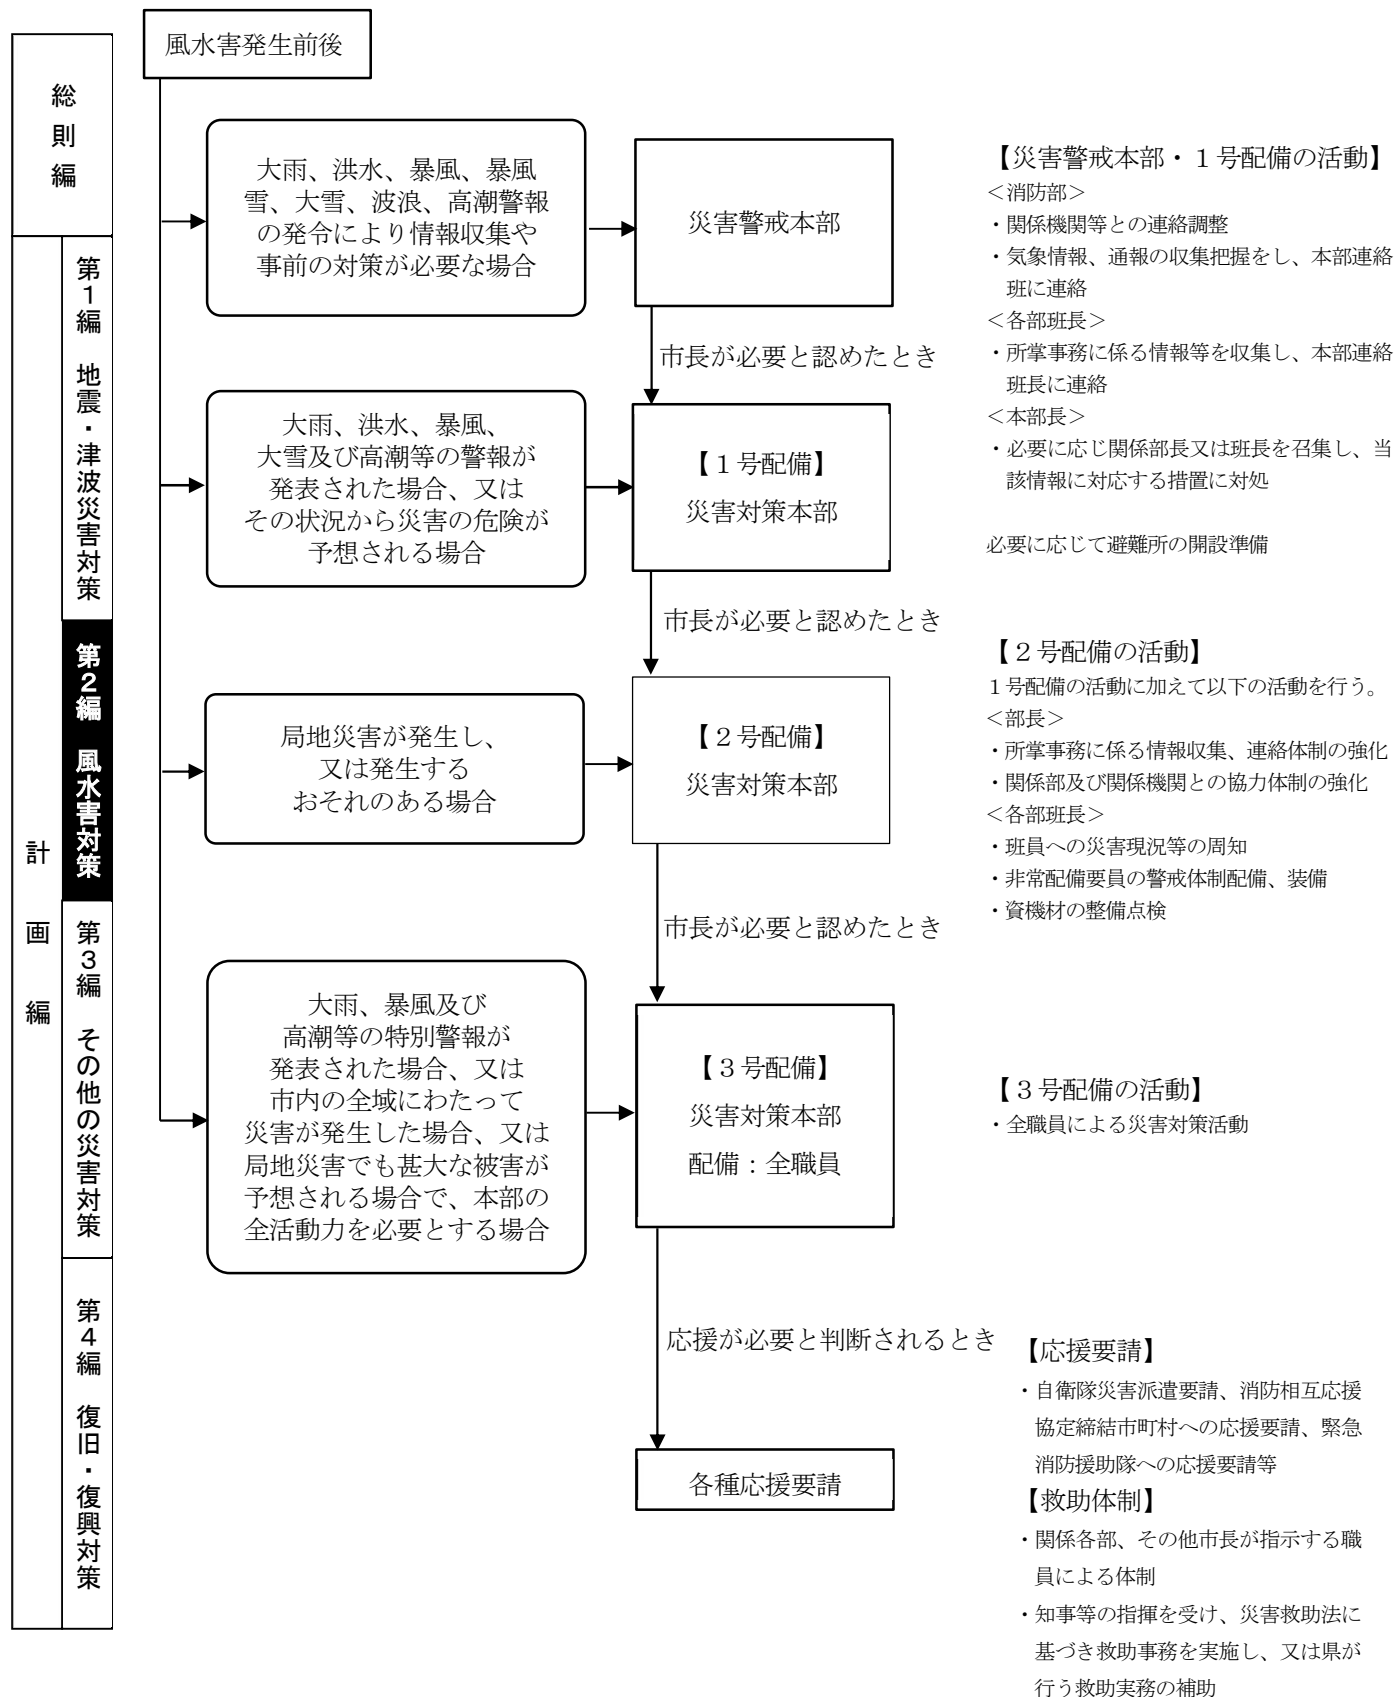 総則編
計画編
第1編 地震・津波災害対策
第2編 風水害対策
第3編 その他の災害対策
第4編 復旧・復興対策
風水害発生前後
大雨、洪水、暴風、暴風
雪、大雪、波浪、高潮警報
の発令により情報収集や
事前の対策が必要な場合
災害警戒本部
市長が必要と認めたとき
大雨、洪水、暴風、
大雪及び高潮等の警報が
発表された場合、又は
その状況から災害の危険が
予想される場合
【1号配備】
災害対策本部
市長が必要と認めたとき
局地災害が発生し、
又は発生する
おそれのある場合
【2号配備】
災害対策本部
市長が必要と認めたとき
大雨、暴風及び
高潮等の特別警報が
発表された場合、又は
市内の全域にわたって
災害が発生した場合、又は
局地災害でも甚大な被害が
予想される場合で、本部の
全活動力を必要とする場合
【3号配備】
災害対策本部
配備：全職員
応援が必要と判断されるとき
各種応援要請
【災害警戒本部・1号配備の活動】
＜消防部＞
・関係機関等との連絡調整
・気象情報、通報の収集把握をし、本部連絡
班に連絡
＜各部班長＞
・所掌事務に係る情報等を収集し、本部連絡
班長に連絡
＜本部長＞
・必要に応じ関係部長又は班長を召集し、当
該情報に対応する措置に対処
必要に応じて避難所の開設準備
【2号配備の活動】
1号配備の活動に加えて以下の活動を行う。
＜部長＞
・所掌事務に係る情報収集、連絡体制の強化
・関係部及び関係機関との協力体制の強化
＜各部班長＞
・班員への災害現況等の周知
・非常配備要員の警戒体制配備、装備
・資機材の整備点検
【3号配備の活動】
・全職員による災害対策活動
【応援要請】
・自衛隊災害派遣要請、消防相互応援
協定締結市町村への応援要請、緊急
消防援助隊への応援要請等
【救助体制】
・関係各部、その他市長が指示する職
員による体制
・知事等の指揮を受け、災害救助法に
基づき救助事務を実施し、又は県が
行う救助実務の補助